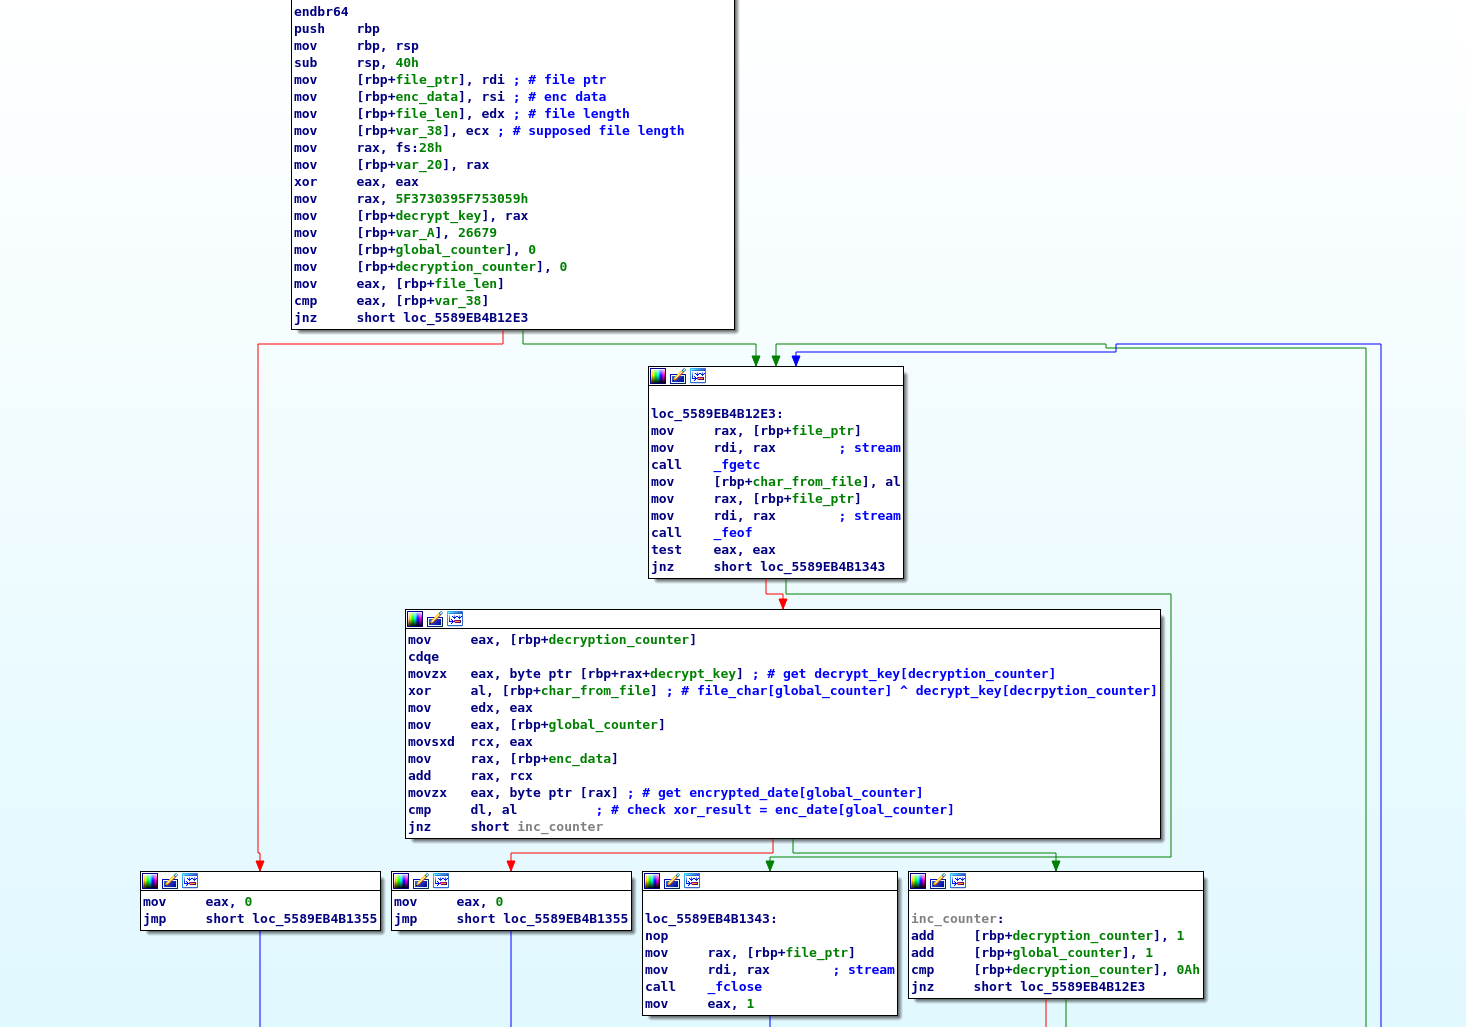 endbr64
push rbp
mov rbp, rsp
sub rsp, 40h
mov [rbp+file_ptr], rdi ; # file ptr
mov [rbp+enc_data], rsi ; # enc data
mov [rbp+file_len], edx ; # file length
mov [rbp+var_38], ecx ; # supposed file length
mov rax, fs:28h
mov [rbp+var_20], rax
xor eax, eax
mov rax, 5F3730395F753059h
mov [rbp+decrypt_key], rax
mov [rbp+var_A], 26679
mov [rbp+global_counter], 0
mov [rbp+decryption_counter], 0
mov eax, [rbp+file_len]
cmp eax, [rbp+var_38]
jnz short loc_5589EB4B12E3
loc_5589EB4B12E3:
mov rax, [rbp+file_ptr]
mov rdi, rax ; stream
call _fgetc
mov [rbp+char_from_file], al
mov rax, [rbp+file_ptr]
mov rdi, rax ; stream
call _feof
test eax, eax
jnz short loc_5589EB4B1343
mov eax, [rbp+decryption_counter]
cdqe
movzx eax, byte ptr [rbp+rax+decrypt_key] ; # get decrypt_key[decryption_counter]
xor al, [rbp+char_from_file] ; # file_char[global_counter] ^ decrypt_key[decrpytion_counter]
mov edx, eax
mov eax, [rbp+global_counter]
movsxd rcx, eax
mov rax, [rbp+enc_data]
add rax, rcx
movzx eax, byte ptr [rax] ; # get encrypted_date[global_counter]
cmp dl, al ; # check xor_result = enc_date[gloal_counter]
jnz short inc_counter
mov eax, 0
jmp short loc_5589EB4B1355
mov eax, 0
jmp short loc_5589EB4B1355
loc_5589EB4B1343:
nop
mov rax, [rbp+file_ptr]
mov rdi, rax ; stream
call _fclose
mov eax, 1
inc_counter:
add [rbp+decryption_counter], 1
add [rbp+global_counter], 1
cmp [rbp+decryption_counter], 0Ah
jnz short loc_5589EB4B12E3